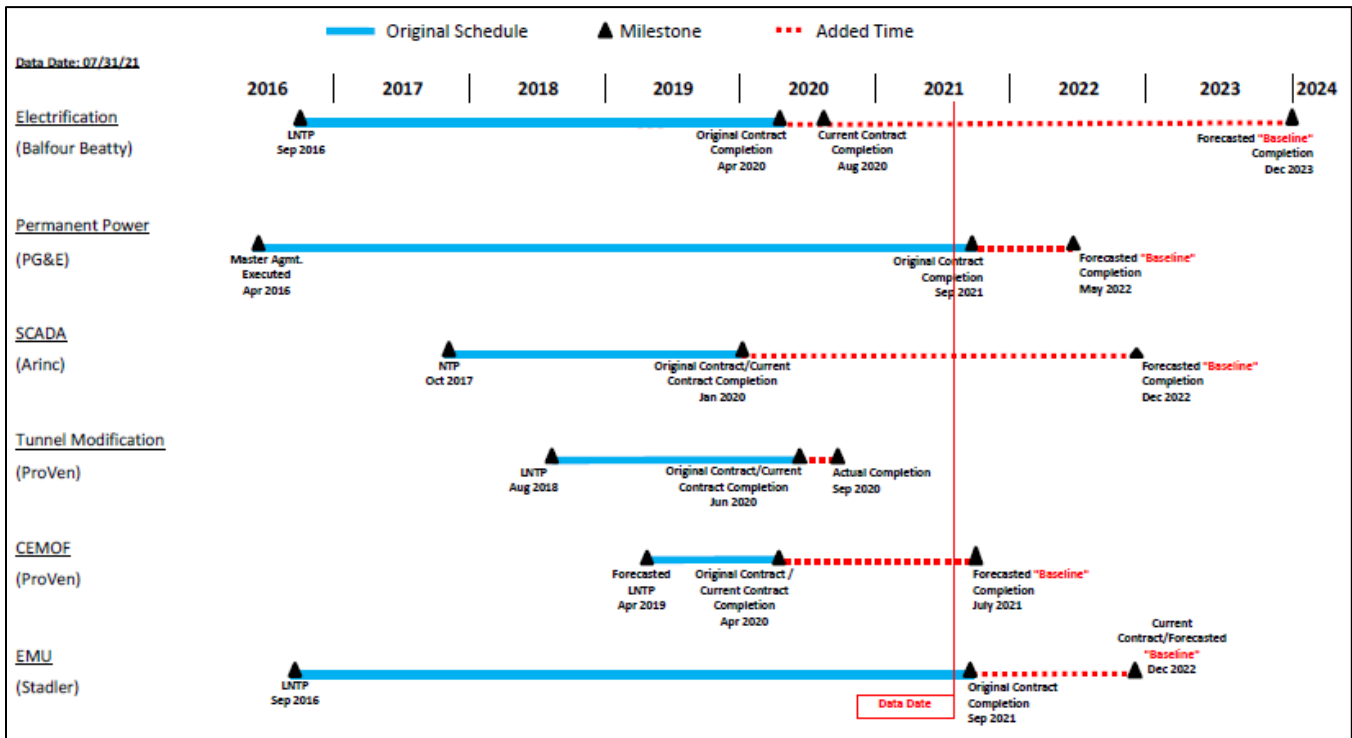 Original Schedule Milestone Added Time
Data Date: 07/31/21
2016 2017 2018 2019 2020 2021 2022 2023 2024
Electrification
(Balfour Beatty)
LNTP
Sep 2016
Original Contract
Completion
Apr 2020
Current Contract
Completion
Aug 2020
Forecasted "Baseline"
Completion
Dec 2023
Permanent Power
(PG&E)
Master Agmt.
Executed
Apr 2016
Original Contract
Completion
Sep 2021
Forecasted "Baseline"
Completion
May 2022
SCADA
(Arinc)
NTP
Oct 2017
Original Contract/Current
Contract Completion
Jan 2020
Forecasted "Baseline"
Completion
Dec 2022
Tunnel Modification
(ProVen)
LNTP
Aug 2018
Original Contract/Current
Contract Completion
Jun 2020
Actual Completion
Sep 2020
CEMOF
(ProVen)
Forecasted
LNTP
Apr 2019
Original Contract /
Current Contract
Completion
Apr 2020
Forecasted "Baseline"
Completion
July 2021
EMU
(Stadler)
LNTP
Sep 2016
Original Contract
Completion
Sep 2021
Current
Contract/Forecasted
"Baseline"
Dec 2022
Data Date